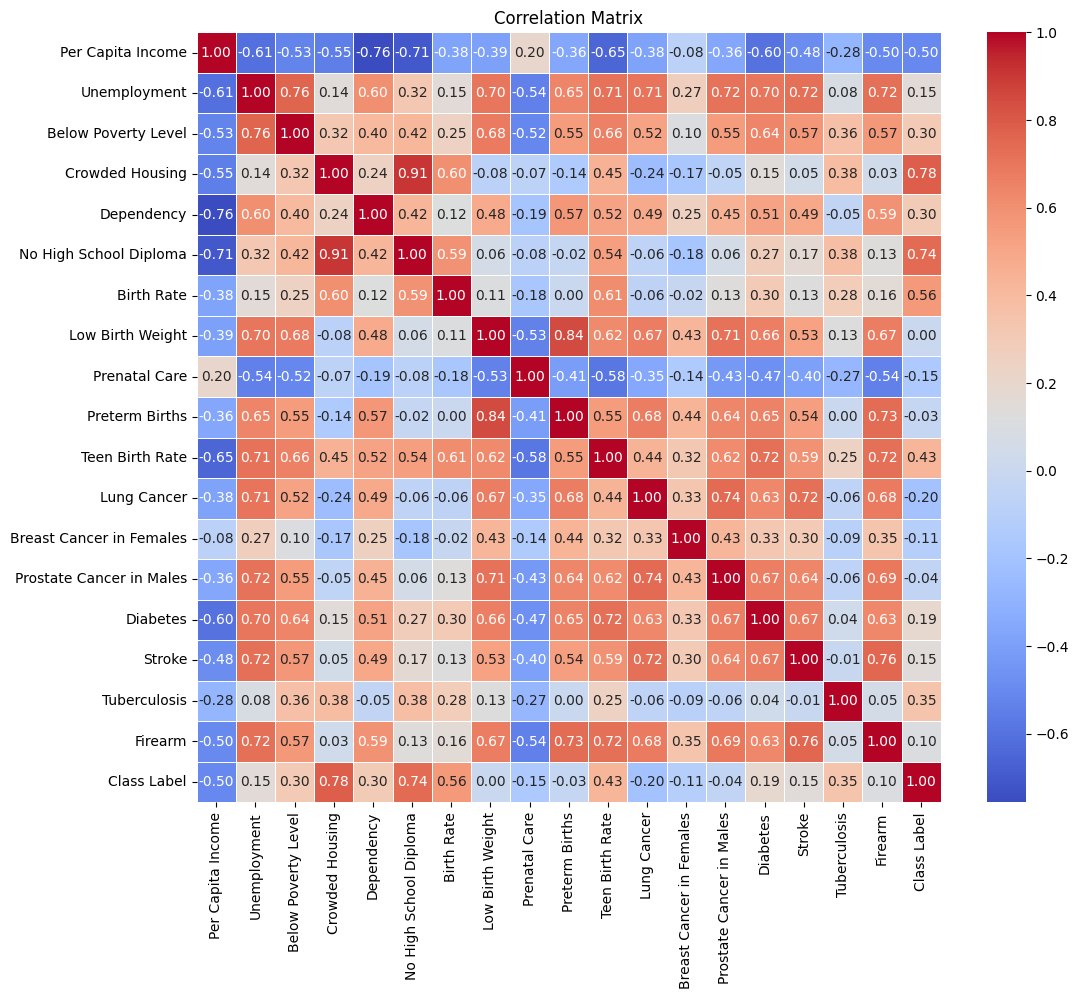 Correlation Matrix
Per Capita Income 1.00 -0.61 -0.53 -0.55 -0.76 -0.71 -0.38 -0.39 0.20 -0.36 -0.65 -0.38 -0.08 -0.36 -0.60 -0.48 -0.28 -0.50 -0.50
Unemployment -0.61 1.00 0.76 0.14 0.60 0.32 0.15 0.70 -0.54 0.65 0.71 0.71 0.27 0.72 0.70 0.72 0.08 0.72 0.15
Below Poverty Level -0.53 0.76 1.00 0.32 0.40 0.42 0.25 0.68 -0.52 0.55 0.66 0.52 0.10 0.55 0.64 0.57 0.36 0.57 0.30
Crowded Housing -0.55 0.14 0.32 1.00 0.24 0.91 0.60 -0.08 -0.07 -0.14 0.45 -0.24 -0.17 -0.05 0.15 0.05 0.38 0.03 0.78
Dependency -0.76 0.60 0.40 0.24 1.00 0.42 0.12 0.48 -0.19 0.57 0.52 0.49 0.25 0.45 0.51 0.49 -0.05 0.59 0.30
No High School Diploma -0.71 0.32 0.42 0.91 0.42 1.00 0.59 0.06 -0.08 -0.02 0.54 -0.06 -0.18 0.06 0.27 0.17 0.38 0.13 0.74
Birth Rate -0.38 0.15 0.25 0.60 0.12 0.59 1.00 0.11 -0.18 0.00 0.61 -0.06 -0.02 0.13 0.30 0.13 0.28 0.16 0.56
Low Birth Weight -0.39 0.70 0.68 -0.08 0.48 0.06 0.11 1.00 -0.53 0.84 0.62 0.67 0.43 0.71 0.66 0.53 0.13 0.67 0.00
Prenatal Care 0.20 -0.54 -0.52 -0.07 -0.19 -0.08 -0.18 -0.53 1.00 -0.41 -0.58 -0.35 -0.14 -0.43 -0.47 -0.40 -0.27 -0.54 -0.15
Preterm Births -0.36 0.65 0.55 -0.14 0.57 -0.02 0.00 0.84 -0.41 1.00 0.55 0.68 0.44 0.64 0.65 0.54 0.00 0.73 -0.03
Teen Birth Rate -0.65 0.71 0.66 0.45 0.52 0.54 0.61 0.62 -0.58 0.55 1.00 0.44 0.32 0.62 0.72 0.59 0.25 0.72 0.43
Lung Cancer -0.38 0.71 0.52 -0.24 0.49 -0.06 -0.06 0.67 -0.35 0.68 0.44 1.00 0.33 0.74 0.63 0.72 -0.06 0.68 -0.20
Breast Cancer in Females -0.08 0.27 0.10 -0.17 0.25 -0.18 -0.02 0.43 -0.14 0.44 0.32 0.33 1.00 0.43 0.33 0.30 -0.09 0.35 -0.11
Prostate Cancer in Males -0.36 0.72 0.55 -0.05 0.45 0.06 0.13 0.71 -0.43 0.64 0.62 0.74 0.43 1.00 0.67 0.64 -0.06 0.69 -0.04
Diabetes -0.60 0.70 0.64 0.15 0.51 0.27 0.30 0.66 -0.47 0.65 0.72 0.63 0.33 0.67 1.00 0.67 0.04 0.63 0.19
Stroke -0.48 0.72 0.57 0.05 0.49 0.17 0.13 0.53 -0.40 0.54 0.59 0.72 0.30 0.64 0.67 1.00 -0.01 0.76 0.15
Tuberculosis -0.28 0.08 0.36 0.38 -0.05 0.38 0.28 0.13 -0.27 0.00 0.25 -0.06 -0.09 -0.06 0.04 -0.01 1.00 0.05 0.35
Firearm -0.50 0.72 0.57 0.03 0.59 0.13 0.16 0.67 -0.54 0.73 0.72 0.68 0.35 0.69 0.63 0.76 0.05 1.00 0.10
Class Label -0.50 0.15 0.30 0.78 0.30 0.74 0.56 0.00 -0.15 -0.03 0.43 -0.20 -0.11 -0.04 0.19 0.15 0.35 0.10 1.00
Per Capita Income
Unemployment
Below Poverty Level
Crowded Housing
Dependency
No High School Diploma
Birth Rate
Low Birth Weight
Prenatal Care
Preterm Births
Teen Birth Rate
Lung Cancer
Breast Cancer in Females
Prostate Cancer in Males
Diabetes
Stroke
Tuberculosis
Firearm
Class Label
1.0
0.8
0.6
0.4
0.2
0.0
−0.2
−0.4
−0.6